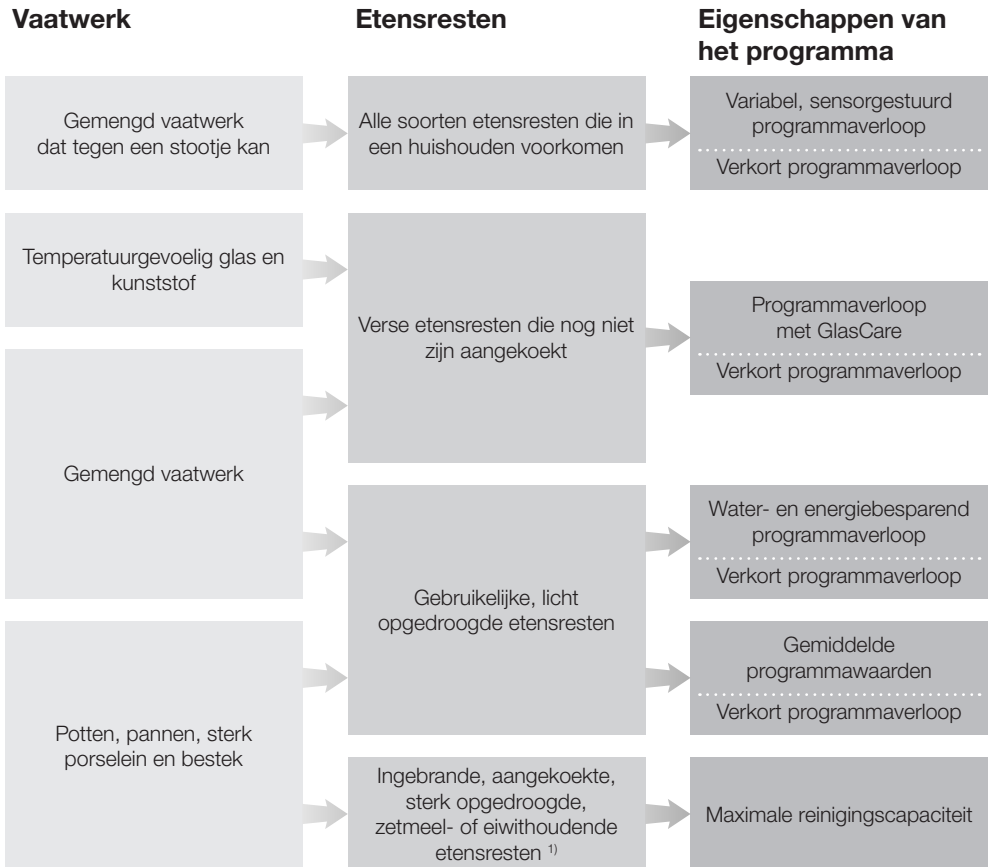 Vaatwerk
Etensresten
Eigenschappen van
het programma
Gemengd vaatwerk
dat tegen een stootje kan
Alle soorten etensresten die in
een huishouden voorkomen
Variabel, sensorgestuurd
programmaverloop
Verkort programmaverloop
Temperatuurgevoelig glas en
kunststof
Verse etensresten die nog niet
zijn aangekoekt
Programmaverloop
met GlasCare
Verkort programmaverloop
Gemengd vaatwerk
Gebruikelijke, licht
opgedroogde etensresten
Water- en energiebesparend
programmaverloop
Verkort programmaverloop
Gemiddelde
programmawaarden
Verkort programmaverloop
Potten, pannen, sterk
porselein en bestek
Ingebrande, aangekoekte,
sterk opgedroogde,
zetmeel- of eiwithoudende
etensresten 1)
Maximale reinigingscapaciteit